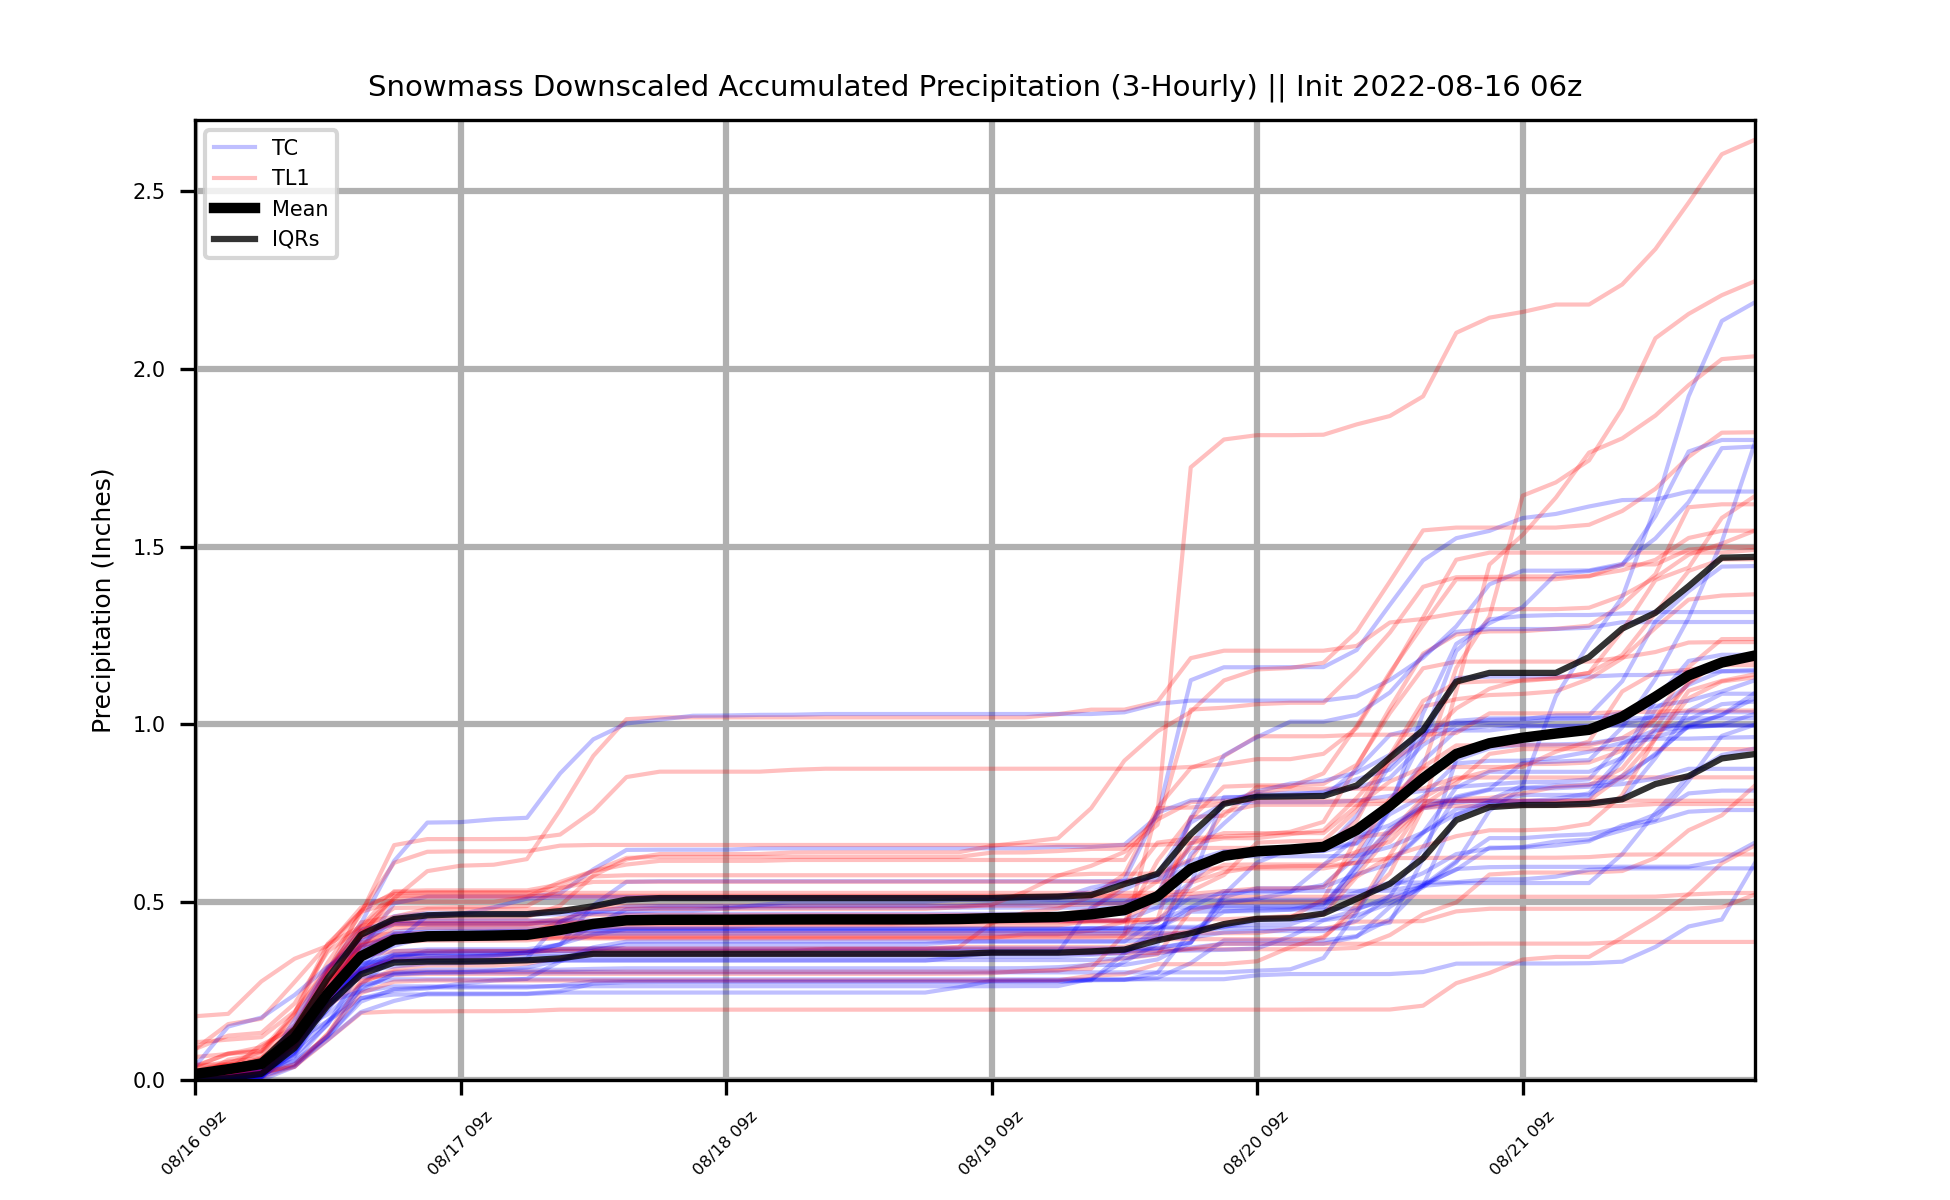 Snowmass Downscaled Accumulated Precipitation (3-Hourly) || Init 2022-08-16 06z
TC
TL1
Mean
IQRs
Precipitation (Inches)
2.5
2.0
1.5
1.0
0.5
0.0
08/16 09z
08/17 09z
08/18 09z
08/19 09z
08/20 09z
08/21 09z